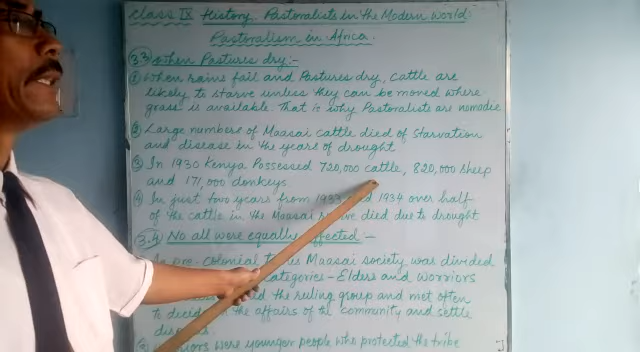 Class IX History. Pastoralists in the Modern World:
Pastoralism in Africa.
3.3 When Pastures dry:-
① When rains fail and Pastures dry, cattle are
likely to starve unless they can be moved where
grass is available. That is why Pastoralists are nomadic
② Large numbers of Maasai cattle died of starvation
and disease in the years of drought
③ In 1930 Kenya Possessed 720,000 cattle, 820,000 sheep
and 171,000 donkeys
④ In just two years from 1933 and 1934 over half
of the cattle in the Maasai died due to drought
3.4 No all were equally affected:-
pre-colonial Maasai society was divided
categories - Elders and Worriors
the ruling group and met often
to decide the affairs of the community and settle
were younger people who protected the tribe